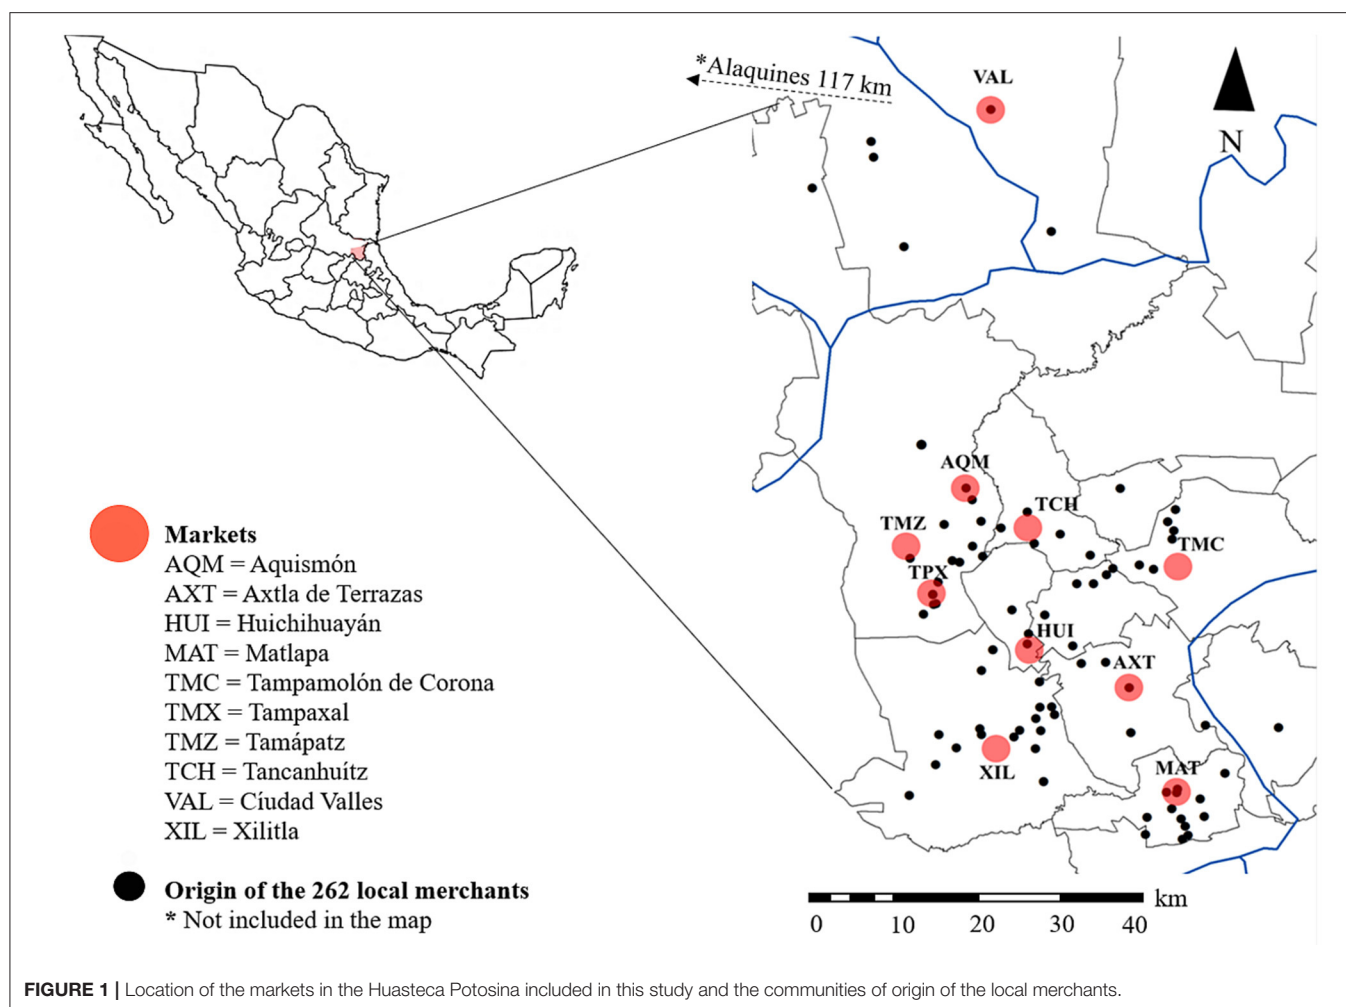 *Alaquines 117 km
VAL
N
AQM
TCH
TMZ
TMC
TPX
HUI
AXT
XIL
MAT
Markets
AQM = Aquismón
AXT = Axtla de Terrazas
HUI = Huichihuayán
MAT = Matlapa
TMC = Tampamolón de Corona
TMX = Tampaxal
TMZ = Tamápatz
TCH = Tancanhuítz
VAL = Cíudad Valles
XIL = Xilitla
Origin of the 262 local merchants
* Not included in the map
km
0 10 20 30 40
FIGURE 1 | Location of the markets in the Huasteca Potosina included in this study and the communities of origin of the local merchants.